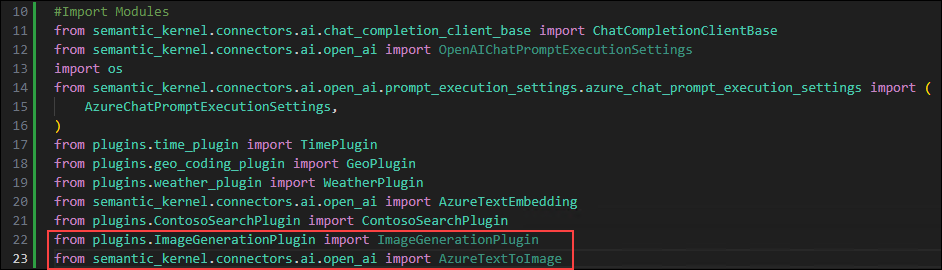 10 #Import Modules
11 from semantic_kernel.connectors.ai.chat_completion_client_base import ChatCompletionClientBase
12 from semantic_kernel.connectors.ai.open_ai import OpenAIChatPromptExecutionSettings
13 import os
14 from semantic_kernel.connectors.ai.open_ai.prompt_execution_settings.azure_chat_prompt_execution_settings import (
15     AzureChatPromptExecutionSettings,
16 )
17 from plugins.time_plugin import TimePlugin
18 from plugins.geo_coding_plugin import GeoPlugin
19 from plugins.weather_plugin import WeatherPlugin
20 from semantic_kernel.connectors.ai.open_ai import AzureTextEmbedding
21 from plugins.ContosoSearchPlugin import ContosoSearchPlugin
22 from plugins.ImageGenerationPlugin import ImageGenerationPlugin
23 from semantic_kernel.connectors.ai.open_ai import AzureTextToImage